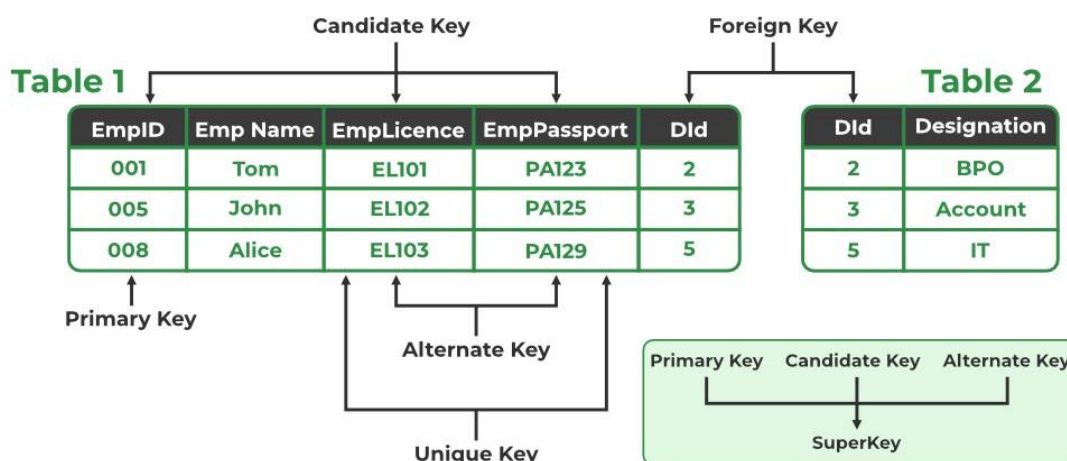 Candidate Key Foreign Key
Table 1 Table 2
EmpID Emp Name EmpLicence EmpPassport DId DId Designation
001 Tom EL101 PA123 2 2 BPO
005 John EL102 PA125 3 3 Account
008 Alice EL103 PA129 5 5 IT
Primary Key
Alternate Key
Unique Key
Primary Key Candidate Key Alternate Key
SuperKey